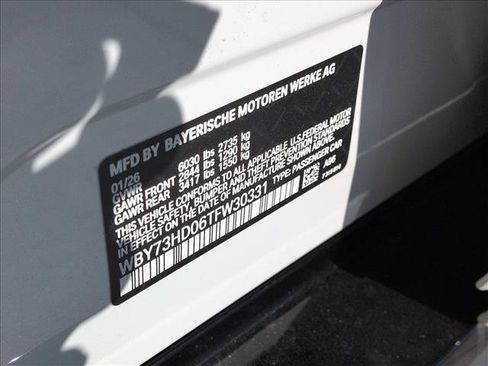 MFD BY BAYERISCHE MOTOREN WERKE AG
01/26
GVWR 6030 lbs 2735 kg
GAWR FRONT 2844 lbs 1290 kg
GAWR REAR 3417 lbs 1550 kg
THIS VEHICLE CONFORMS TO ALL APPLICABLE U.S. FEDERAL MOTOR
VEHICLE SAFETY, BUMPER, AND THEFT PREVENTION STANDARDS
IN EFFECT ON THE DATE OF MANUFACTURE SHOWN ABOVE.
WBY73HD06TFW30331 TYPE: PASSENGER CAR
A96